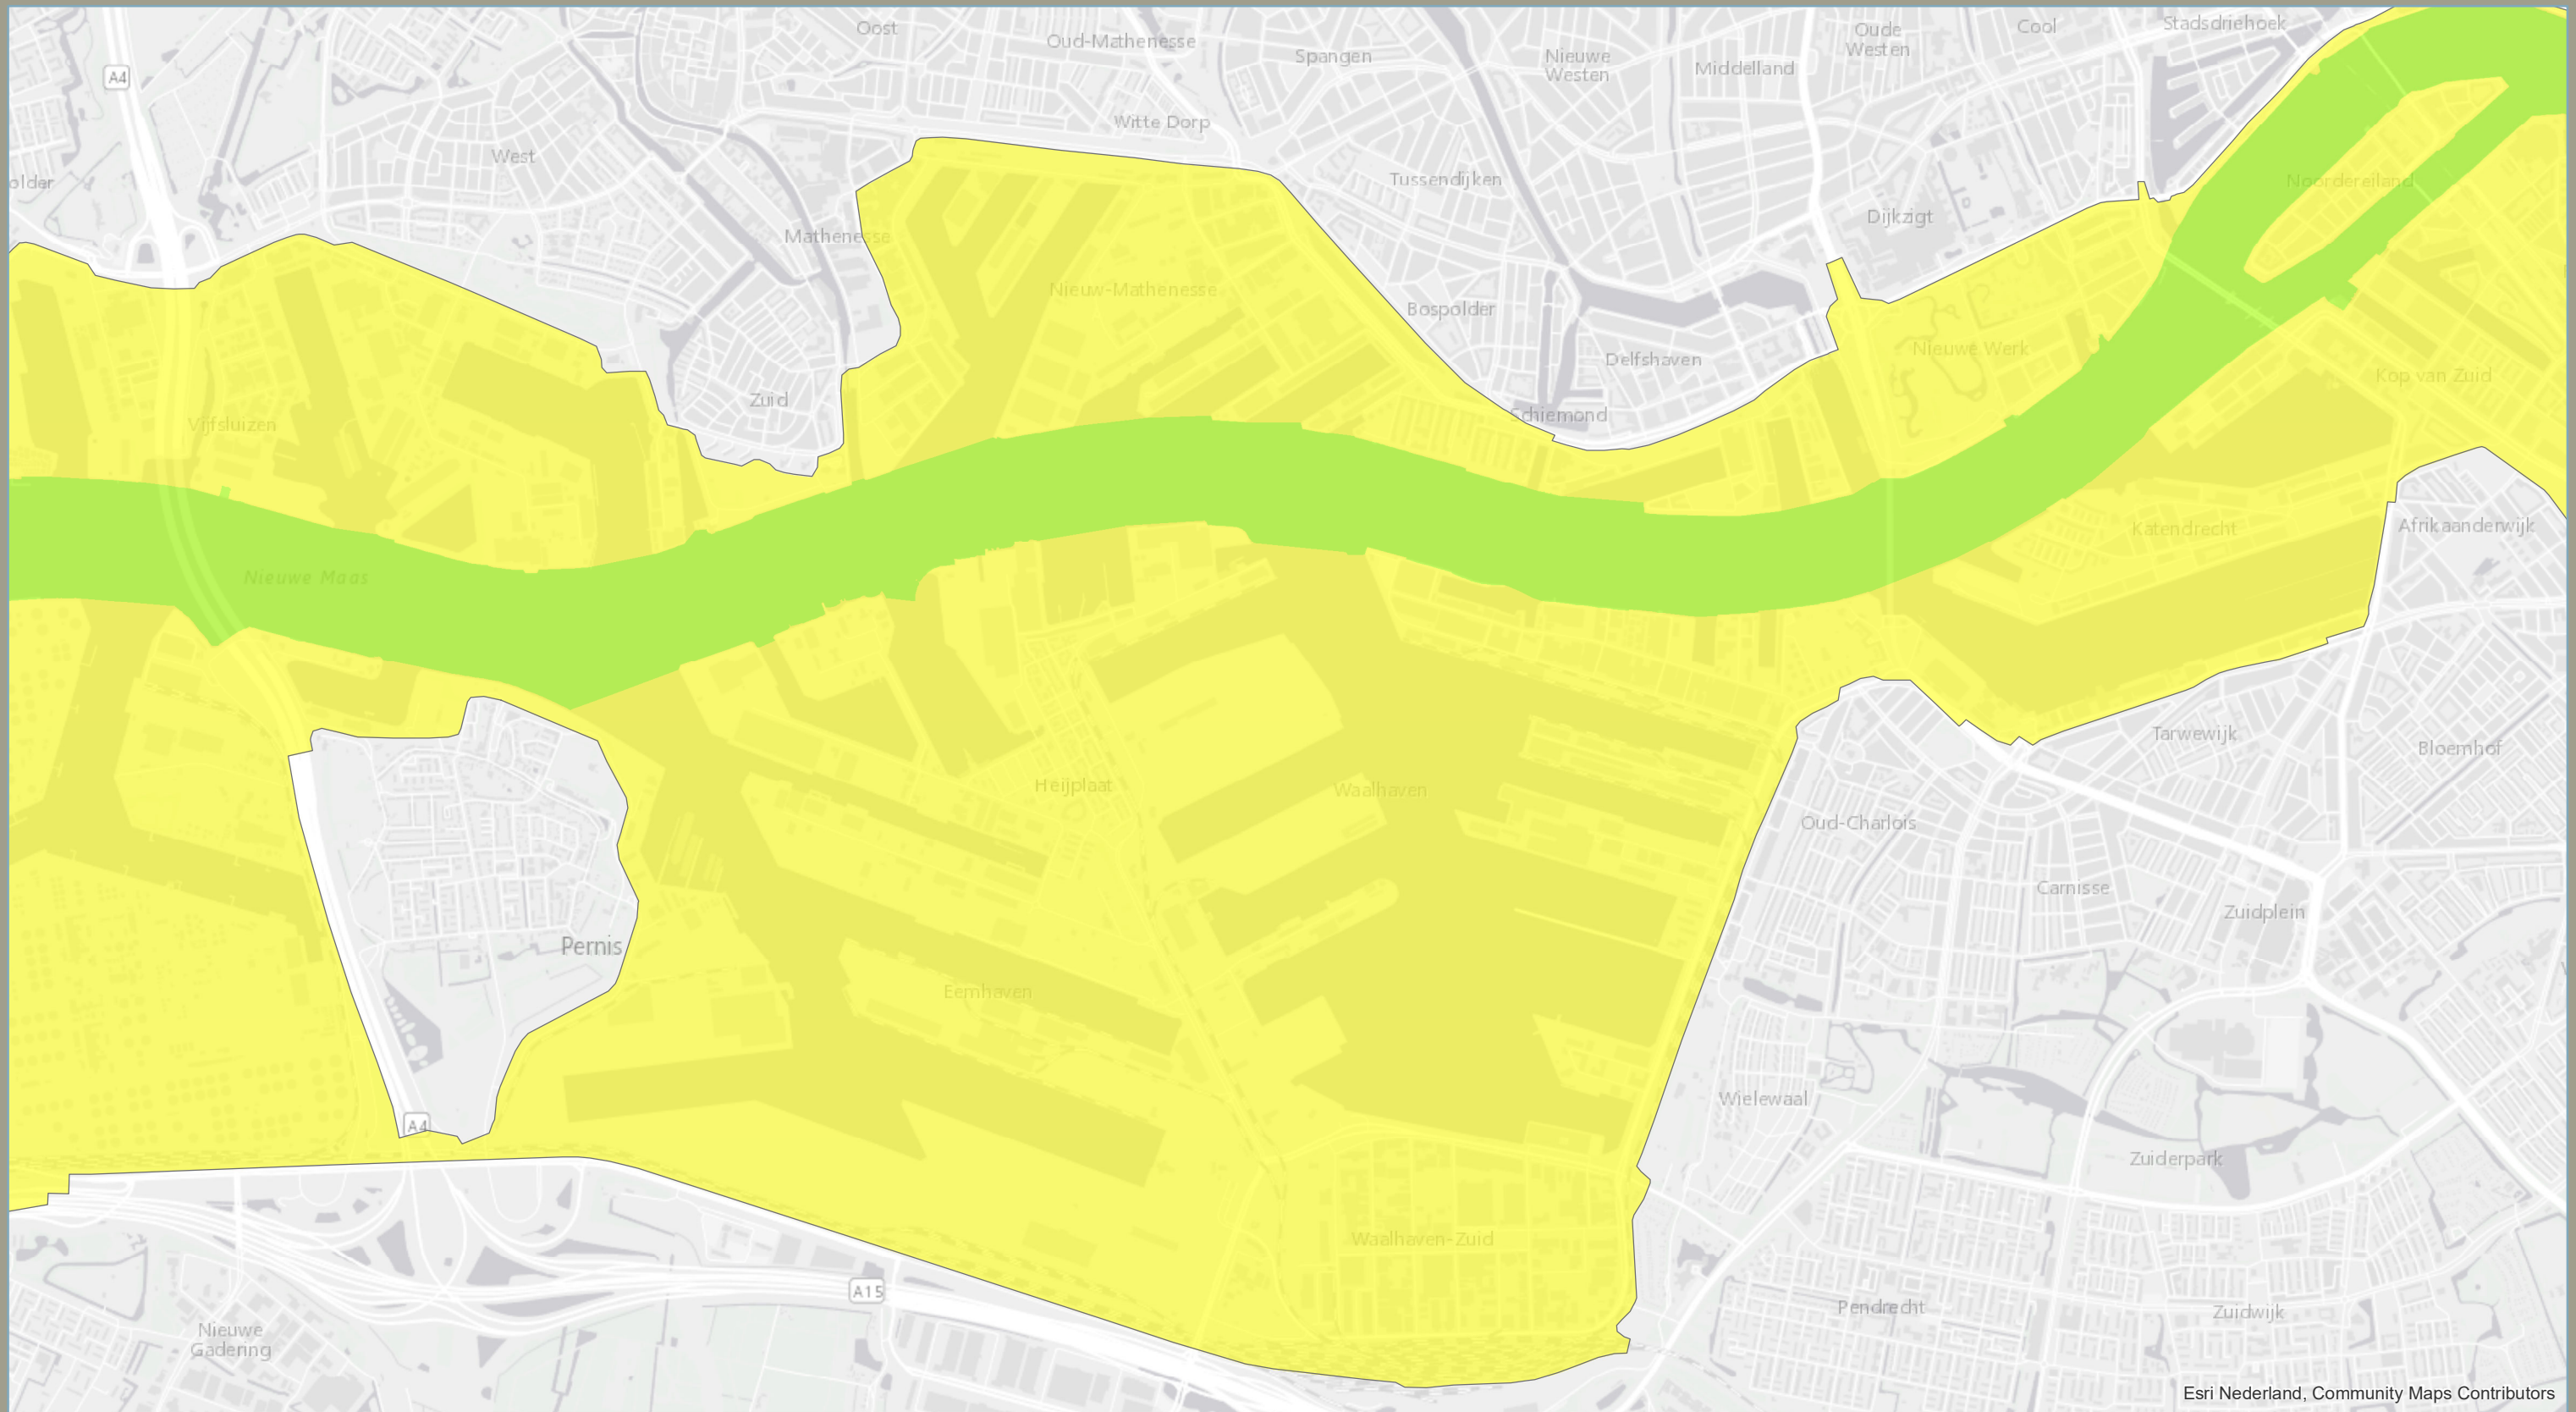 Oost
Oud-Mathenesse
Spangen
Nieuwe
Westen
Middelland
Oude
Westen
Cool
Stadsdriehoek
A4
Witte Dorp
West
older
Tussendijken
Noordereiland
Dijkzigt
Mathenesse
Nieuw-Mathenesse
Bospolder
Delfshaven
Nieuwe Werk
Kop van Zuid
Zuid
Schiemond
Vijfsluizen
Katendrecht
Afrikaanderwijk
Nieuwe Maas
Tarwewijk
Bloemhof
Heijplaat
Waalhaven
Oud-Charlois
Carnisse
Zuidplein
Pernis
Eemhaven
Wielewaal
A4
Zuiderpark
Waalhaven-Zuid
A15
Pendrecht
Zuidwijk
Nieuwe
Gadering
Esri Nederland, Community Maps Contributors